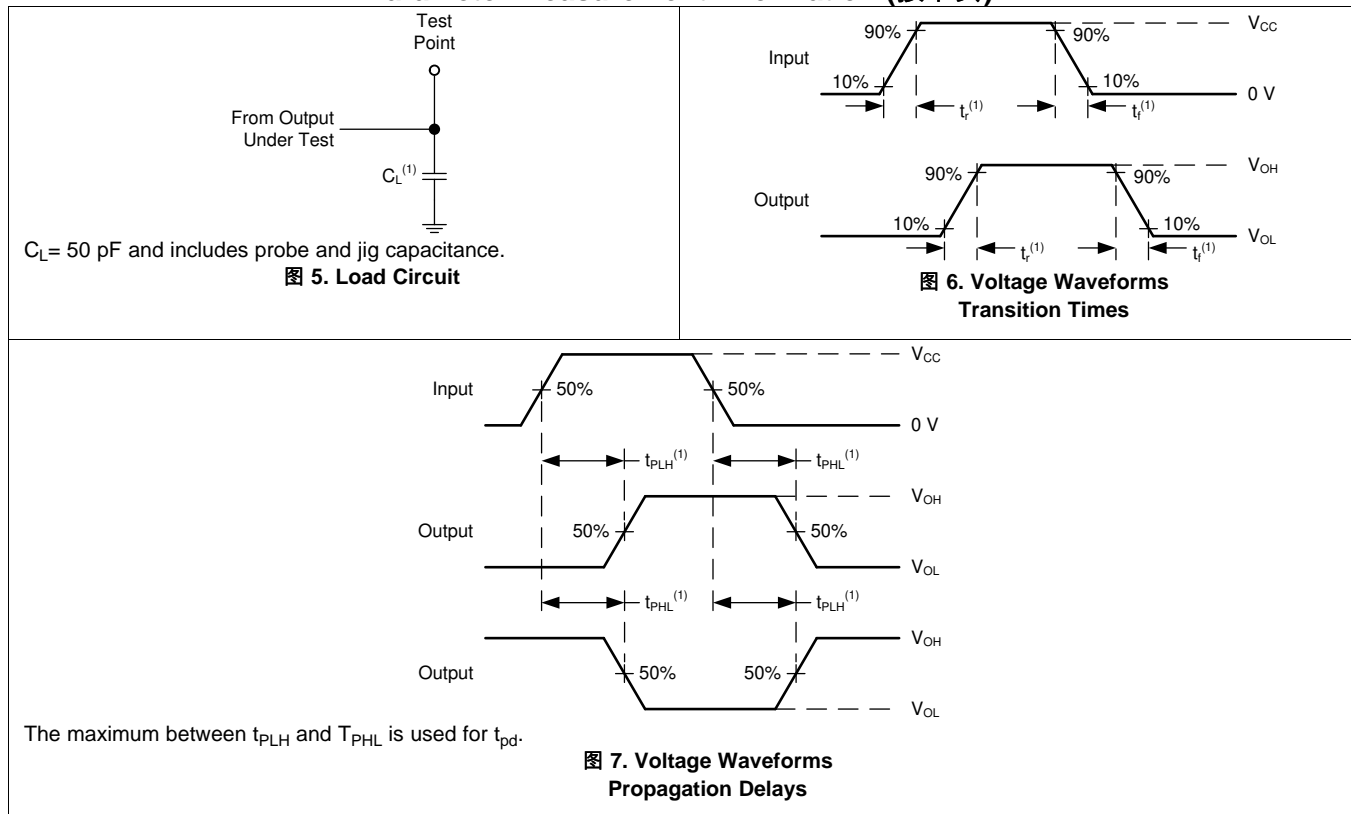 Test
Point
From Output
Under Test
C_L^(1)
C_L= 50 pF and includes probe and jig capacitance.
图 5. Load Circuit
Input
90%
90%
V_CC
10%
10%
0 V
t_r^(1)
t_f^(1)
Output
90%
90%
V_OH
10%
10%
V_OL
t_r^(1)
t_f^(1)
图 6. Voltage Waveforms
Transition Times
V_CC
Input
50%
50%
0 V
t_PLH^(1)
t_PHL^(1)
V_OH
Output
50%
50%
V_OL
t_PHL^(1)
t_PLH^(1)
V_OH
Output
50%
50%
V_OL
The maximum between t_PLH and T_PHL is used for t_pd.
图 7. Voltage Waveforms
Propagation Delays